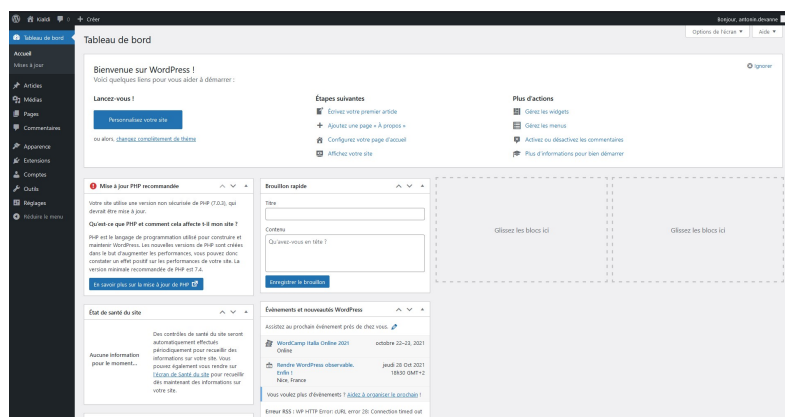 Kialdi 0 + Créer
Bonjour, antonin.devanne
Tableau de bord
Accueil
Mises à jour
Articles
Médias
Pages
Commentaires
Apparence
Extensions
Comptes
Outils
Réglages
Réduire le menu
Options de l'écran ▼
Aide ▼
Tableau de bord
Bienvenue sur WordPress !
Voici quelques liens pour vous aider à démarrer :
Ignorer
Lancez-vous !
Personnalisez votre site
ou alors, changez complètement de thème
Étapes suivantes
Écrivez votre premier article
Ajoutez une page « À propos »
Configurez votre page d'accueil
Affichez votre site
Plus d'actions
Gérez les widgets
Gérez les menus
Activez ou désactivez les commentaires
Plus d'informations pour bien démarrer
Mise à jour PHP recommandée
Votre site utilise une version non sécurisée de PHP (7.0.3), qui
devrait être mise à jour.
Qu'est-ce que PHP et comment cela affecte t-il mon site ?
PHP est le langage de programmation utilisé pour construire et
maintenir WordPress. Les nouvelles versions de PHP sont créées
dans le but d'augmenter les performances, vous pouvez donc
constater un effet positif sur les performances de votre site. La
version minimale recommandée de PHP est 7.4.
En savoir plus sur la mise à jour de PHP
État de santé du site
Aucune information
pour le moment…
Des contrôles de santé du site seront
automatiquement effectués
périodiquement pour recueillir des
informations sur votre site. Vous
pouvez également vous rendre sur
l'écran de Santé du site pour recueillir
dès maintenant des informations sur
votre site.
Brouillon rapide
Titre
Contenu
Qu'avez-vous en tête ?
Enregistrer le brouillon
Évènements et nouveautés WordPress
Assistez au prochain évènement près de chez vous.
WordCamp Italia Online 2021
Online
octobre 22–23, 2021
Rendre WordPress observable.
Enfin !
Nice, France
jeudi 28 Oct 2021
18h30 GMT+2
Vous voulez plus d'évènements ? Aidez à organiser le prochain !
Erreur RSS : WP HTTP Error: cURL error 28: Connection timed out
Glissez les blocs ici
Glissez les blocs ici